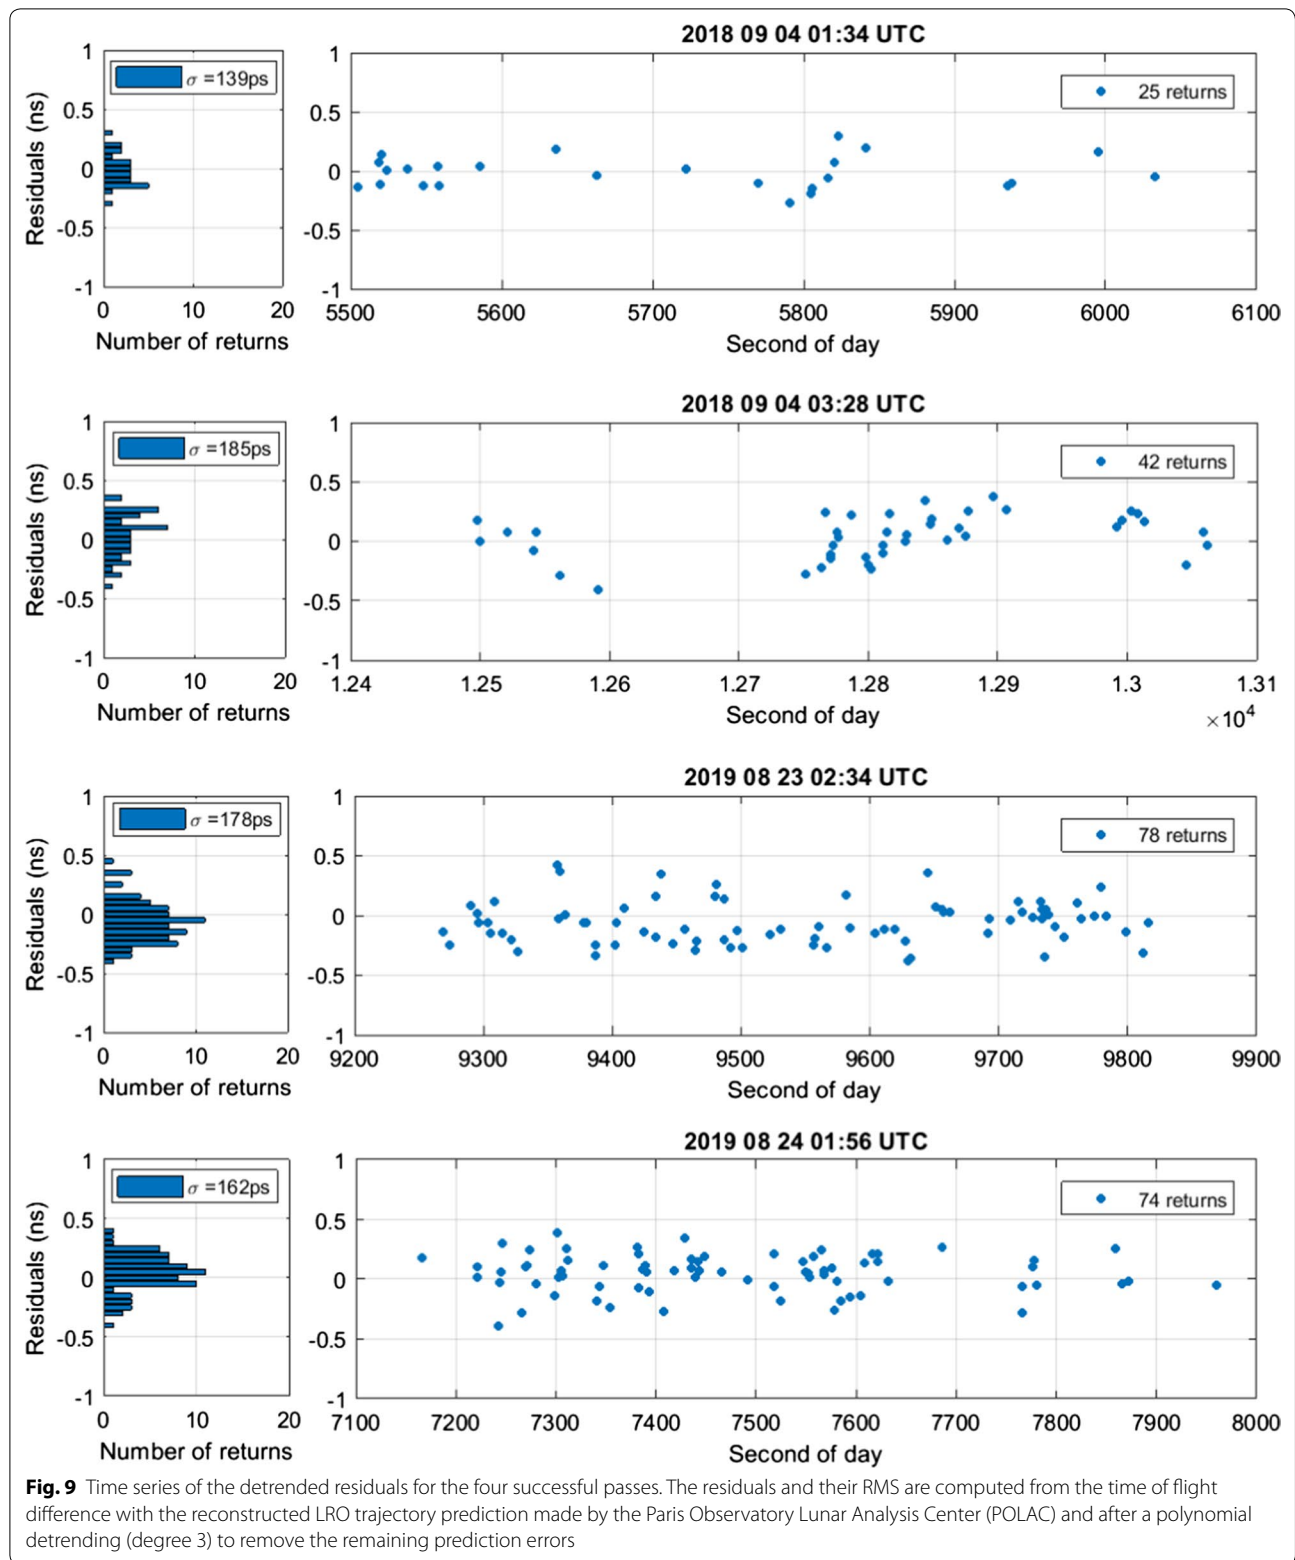 2018 09 04 01:34 UTC
1
0.5
0
-0.5
-1
Residuals (ns)
σ =139ps
0 10 20
Number of returns
1
0.5
0
-0.5
-1
25 returns
5500 5600 5700 5800 5900 6000 6100
Second of day
2018 09 04 03:28 UTC
1
0.5
0
-0.5
-1
Residuals (ns)
σ =185ps
0 10 20
Number of returns
1
0.5
0
-0.5
-1
42 returns
1.24 1.25 1.26 1.27 1.28 1.29 1.3 1.31
Second of day
×10⁴
2019 08 23 02:34 UTC
1
0.5
0
-0.5
-1
Residuals (ns)
σ =178ps
0 10 20
Number of returns
1
0.5
0
-0.5
-1
78 returns
9200 9300 9400 9500 9600 9700 9800 9900
Second of day
2019 08 24 01:56 UTC
1
0.5
0
-0.5
-1
Residuals (ns)
σ =162ps
0 10 20
Number of returns
1
0.5
0
-0.5
-1
74 returns
7100 7200 7300 7400 7500 7600 7700 7800 7900 8000
Second of day
Fig. 9 Time series of the detrended residuals for the four successful passes. The residuals and their RMS are computed from the time of flight
difference with the reconstructed LRO trajectory prediction made by the Paris Observatory Lunar Analysis Center (POLAC) and after a polynomial
detrending (degree 3) to remove the remaining prediction errors